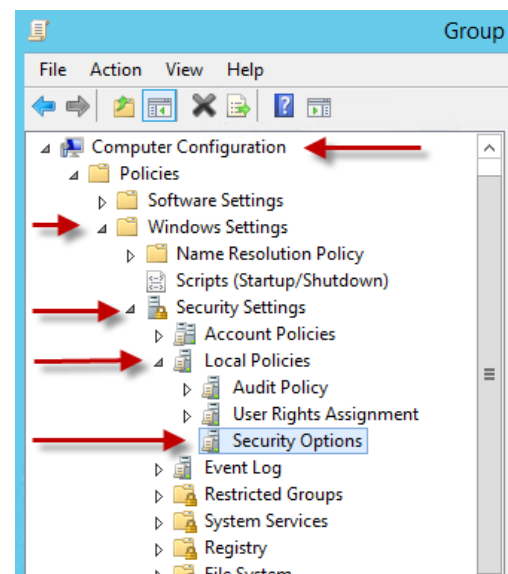 Group
File Action View Help
Computer Configuration
Policies
Software Settings
Windows Settings
Name Resolution Policy
Scripts (Startup/Shutdown)
Security Settings
Account Policies
Local Policies
Audit Policy
User Rights Assignment
Security Options
Event Log
Restricted Groups
System Services
Registry
File System